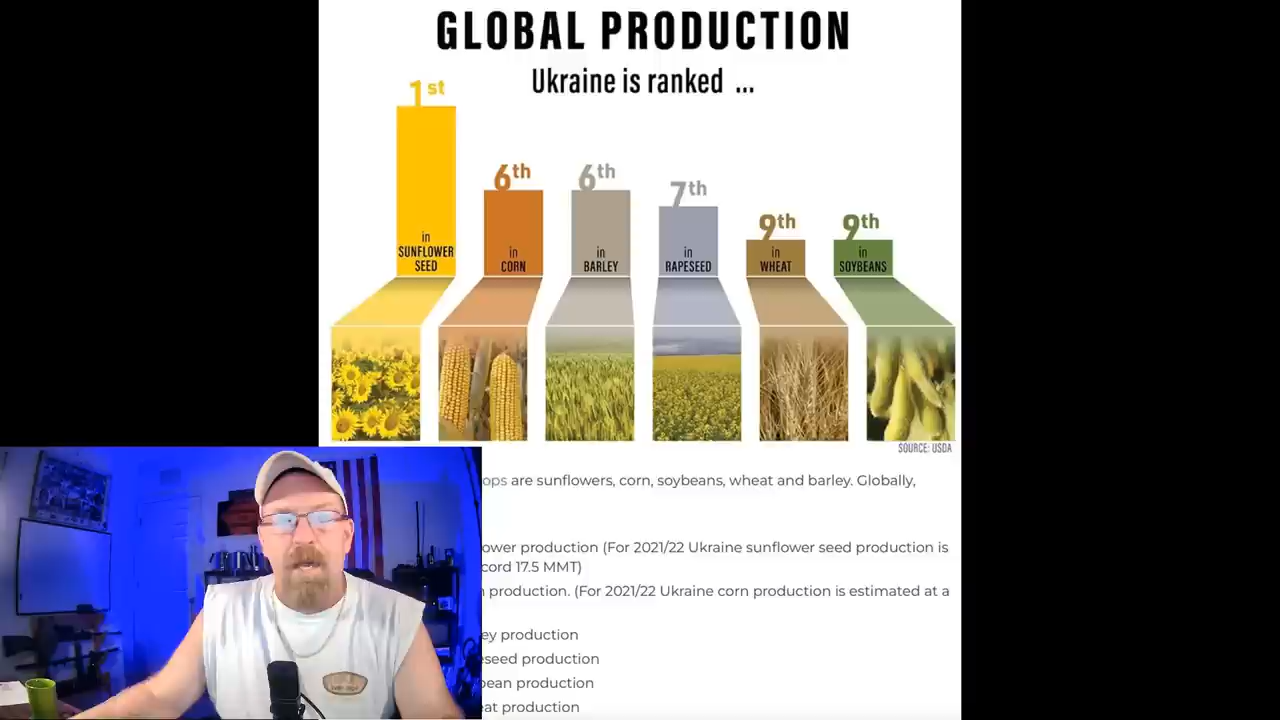 GLOBAL PRODUCTION
Ukraine is ranked ...
1st
6th
6th
7th
9th
9th
in
SUNFLOWER
SEED
in
CORN
in
BARLEY
in
RAPESEED
in
WHEAT
in
SOYBEANS
SOURCE: USDA
ops are sunflowers, corn, soybeans, wheat and barley. Globally,
ower production (For 2021/22 Ukraine sunflower seed production is
cord 17.5 MMT)
n production. (For 2021/22 Ukraine corn production is estimated at a
ey production
eseed production
bean production
eat production